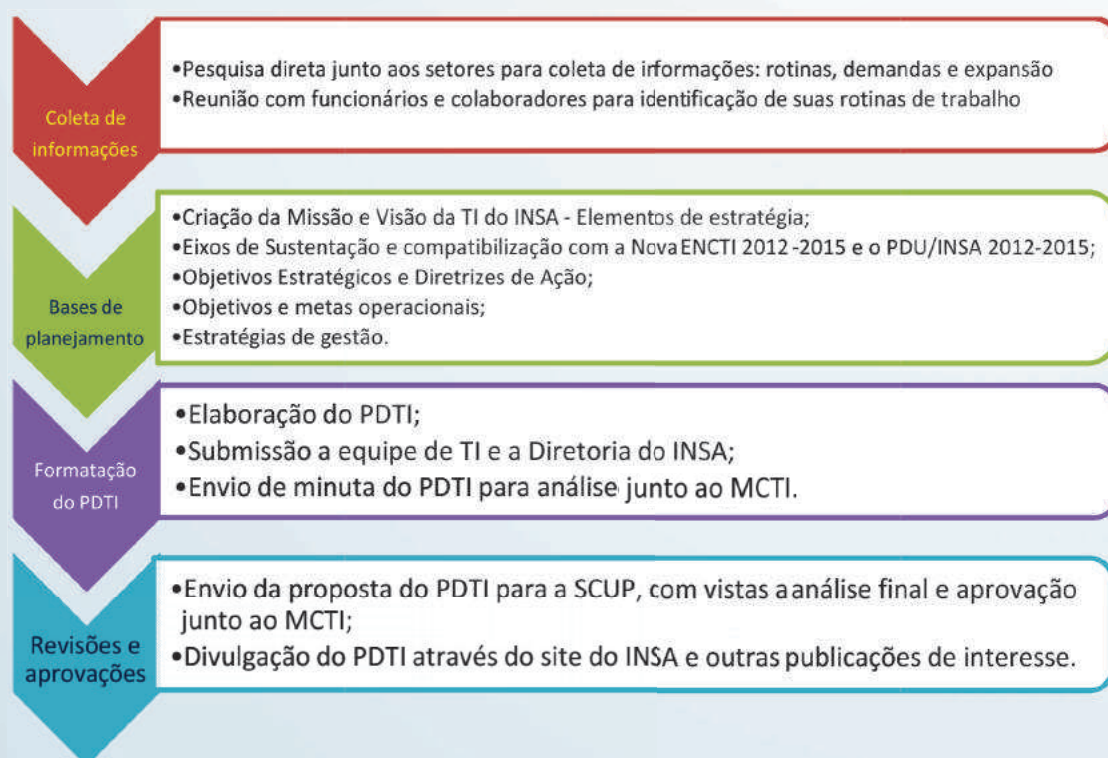 Coleta de
informações
•Pesquisa direta junto aos setores para coleta de informações: rotinas, demandas e expansão
•Reunião com funcionários e colaboradores para identificação de suas rotinas de trabalho
Bases de
planejamento
•Criação da Missão e Visão da TI do INSA - Elementos de estratégia;
•Eixos de Sustentação e compatibilização com a Nova ENCTI 2012 -2015 e o PDU/INSA 2012-2015;
•Objetivos Estratégicos e Diretrizes de Ação;
•Objetivos e metas operacionais;
•Estratégias de gestão.
Formatação
do PDTI
•Elaboração do PDTI;
•Submissão a equipe de TI e a Diretoria do INSA;
•Envio de minuta do PDTI para análise junto ao MCTI.
Revisões e
aprovações
•Envio da proposta do PDTI para a SCUP, com vistas a análise final e aprovação
junto ao MCTI;
•Divulgação do PDTI através do site do INSA e outras publicações de interesse.